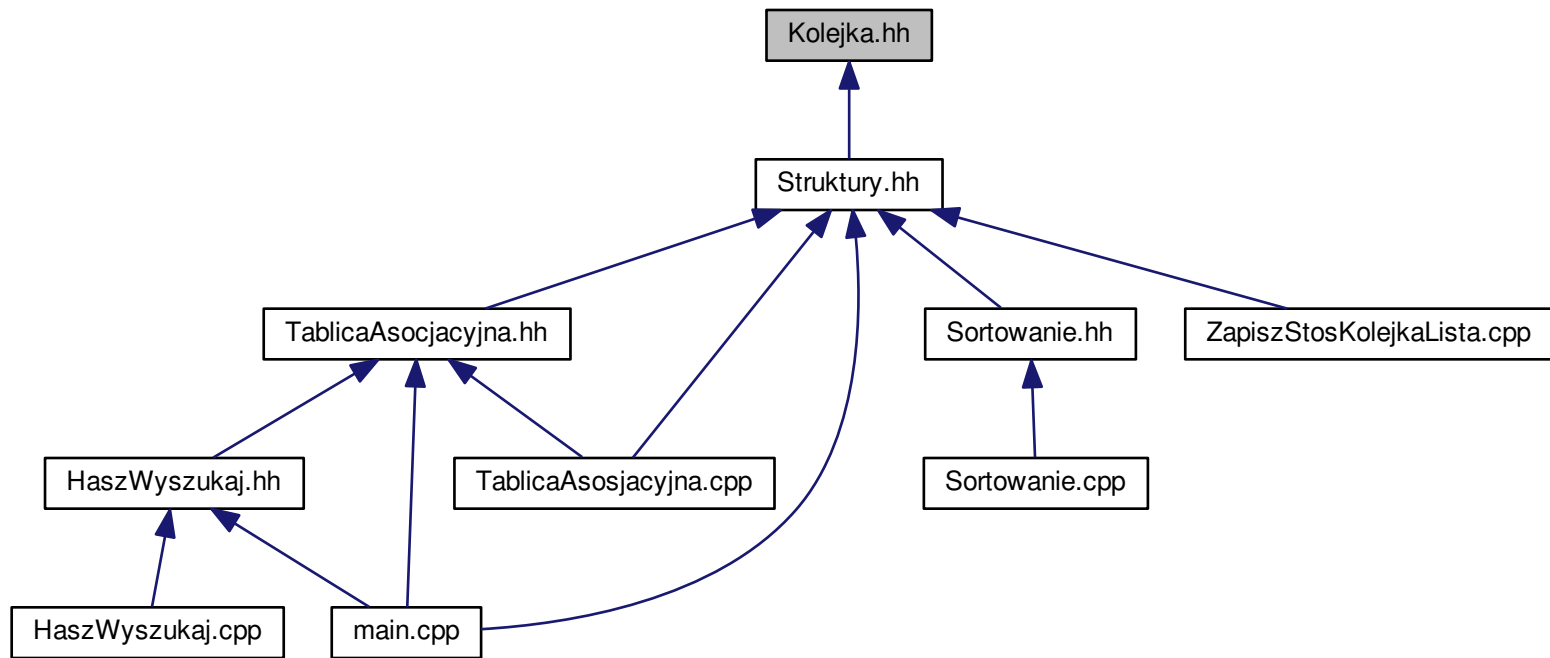 Kolejka.hh
Struktury.hh
TablicaAsocjacyjna.hh
Sortowanie.hh
ZapiszStosKolejkaLista.cpp
HaszWyszukaj.hh
TablicaAsosjacyjna.cpp
Sortowanie.cpp
HaszWyszukaj.cpp
main.cpp